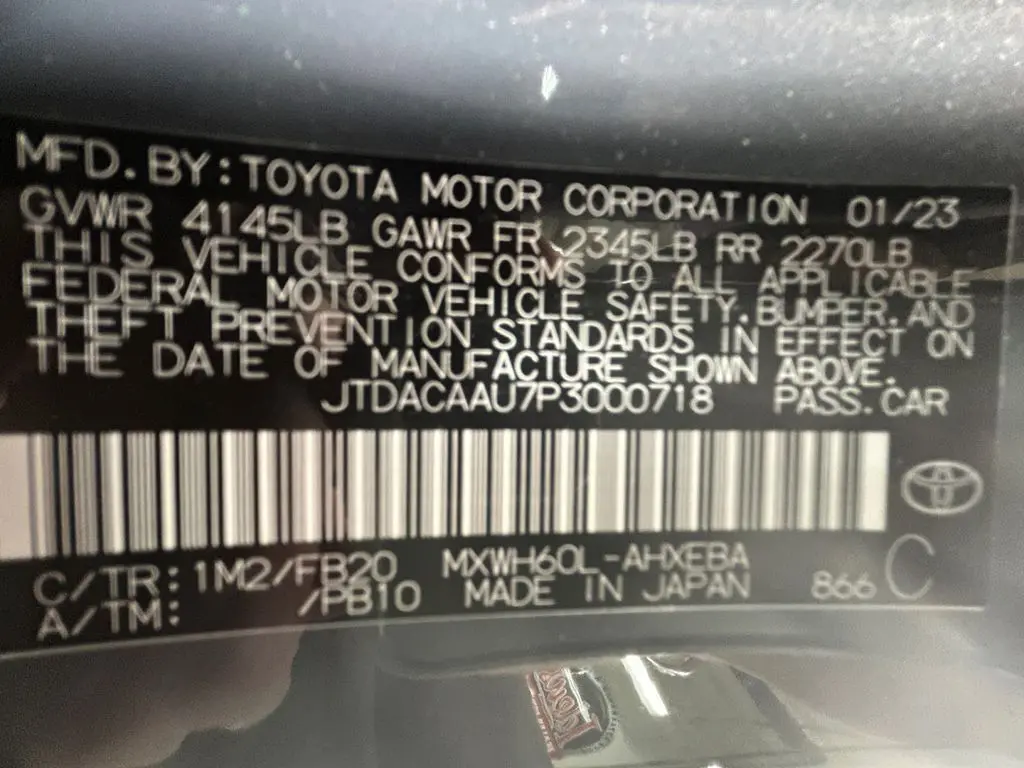 MFD. BY: TOYOTA MOTOR CORPORATION 01/23
GVWR 4145LB GAWR FR 2345LB RR 2270LB
THIS VEHICLE CONFORMS TO ALL APPLICABLE
FEDERAL MOTOR VEHICLE SAFETY, BUMPER, AND
THEFT PREVENTION STANDARDS IN EFFECT ON
THE DATE OF MANUFACTURE SHOWN ABOVE.
JTDACAAU7P3000718 PASS. CAR
C/TR: 1M2/FB20 MXWH60L-AHXEBA
A/TM: /PB10 MADE IN JAPAN 866 C